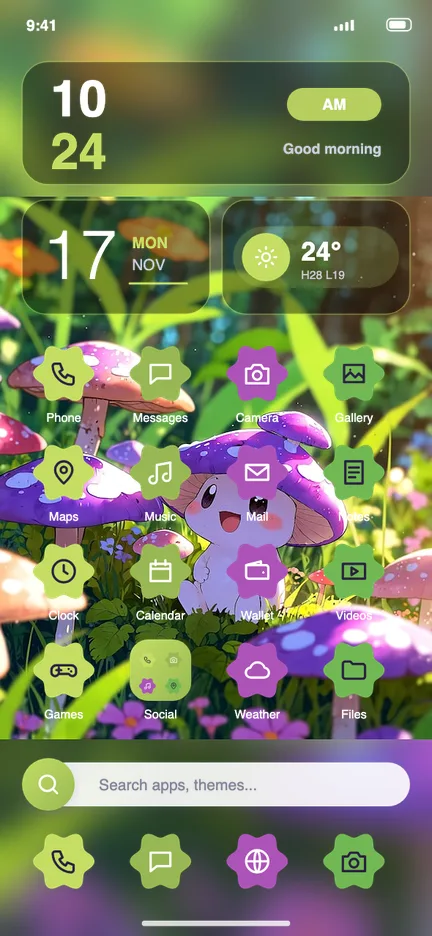 9:41
10
24
AM
Good morning
17
MON
NOV
24°
H28 L19
Phone
Messages
Camera
Gallery
Maps
Music
Mail
Notes
Clock
Calendar
Wallet
Videos
Games
Social
Weather
Files
Search apps, themes...